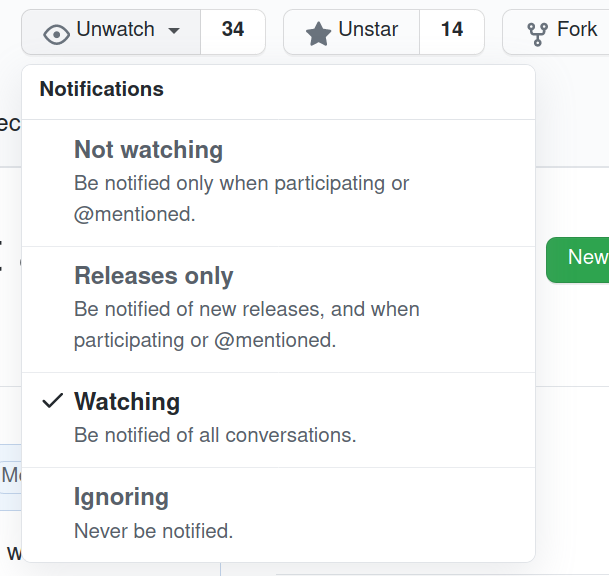 Unwatch 34 Unstar 14 Fork
Notifications
Not watching
Be notified only when participating or
@mentioned.
Releases only
Be notified of new releases, and when
participating or @mentioned.
New
Watching
Be notified of all conversations.
Ignoring
Never be notified.